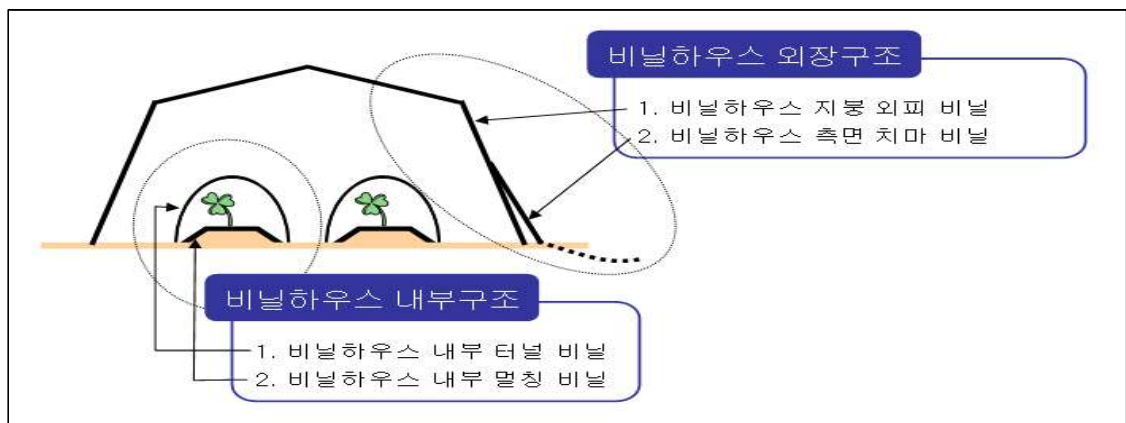 비닐하우스 외장구조
1. 비닐하우스 지붕 외피 비닐
2. 비닐하우스 측면 치마 비닐
비닐하우스 내부구조
1. 비닐하우스 내부 터널 비닐
2. 비닐하우스 내부 멀칭 비닐